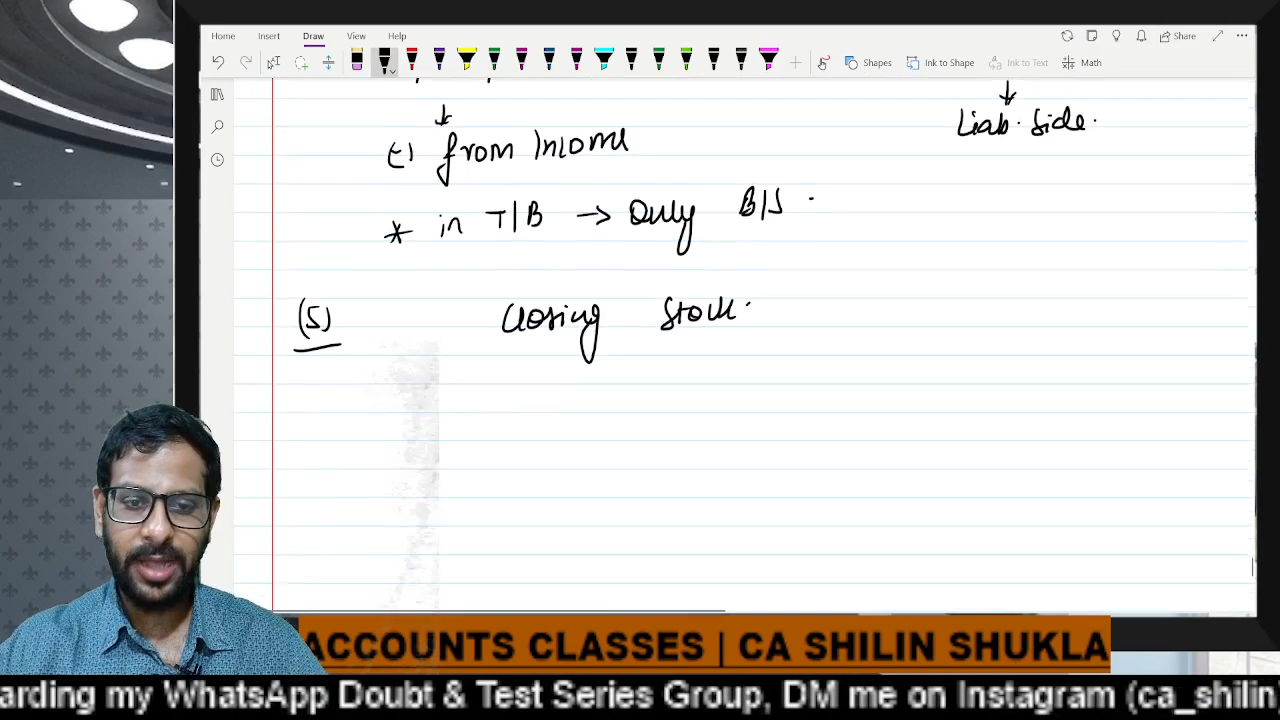 Home Insert Draw View Help
Share
Shapes Ink to Shape Ink to Text Math
↓
(-) from Income
↓
Liab. Side.
* in T/B → Only B/S.
(5) Closing Stock.
ACCOUNTS CLASSES | CA SHILIN SHUKLA
arding my WhatsApp Doubt & Test Series Group, DM me on Instagram (ca_shilin